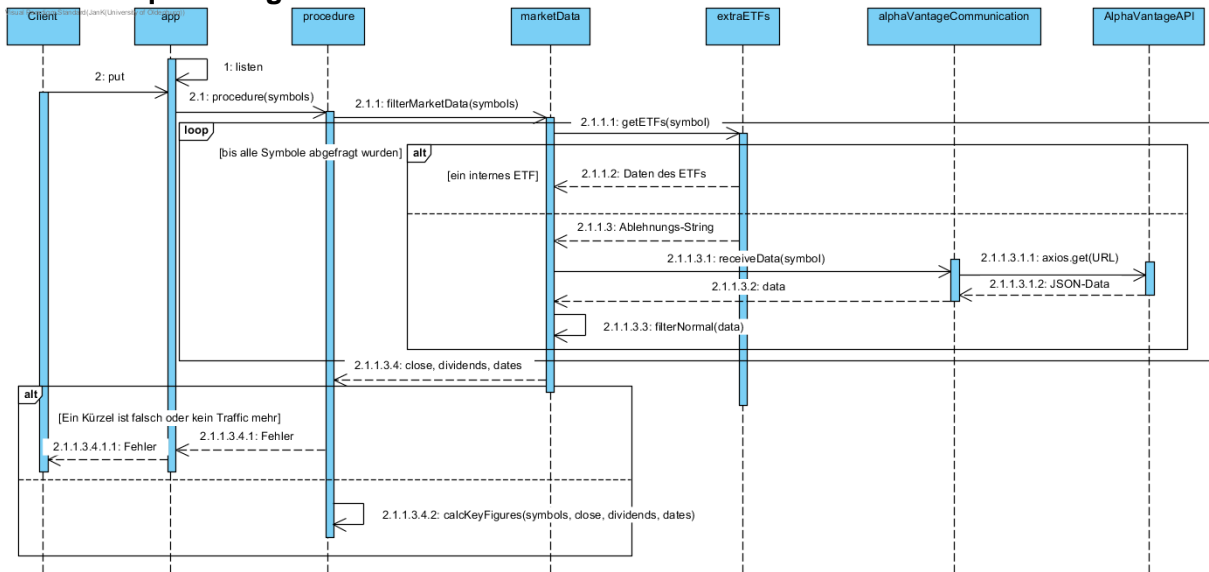 Client
app
procedure
marketData
extraETFs
alphaVantageCommunication
AlphaVantageAPI
1: listen
2: put
2.1: procedure(symbols)
2.1.1: filterMarketData(symbols)
2.1.1.1: getETFs(symbol)
loop
[bis alle Symbole abgefragt wurden]
alt
[ein internes ETF]
2.1.1.2: Daten des ETFs
2.1.1.3: Ablehnungs-String
2.1.1.3.1: receiveData(symbol)
2.1.1.3.1.1: axios.get(URL)
2.1.1.3.1.2: JSON-Data
2.1.1.3.2: data
2.1.1.3.3: filterNormal(data)
2.1.1.3.4: close, dividends, dates
alt
[Ein Kürzel ist falsch oder kein Traffic mehr]
2.1.1.3.4.1: Fehler
2.1.1.3.4.1.1: Fehler
2.1.1.3.4.2: calcKeyFigures(symbols, close, dividends, dates)